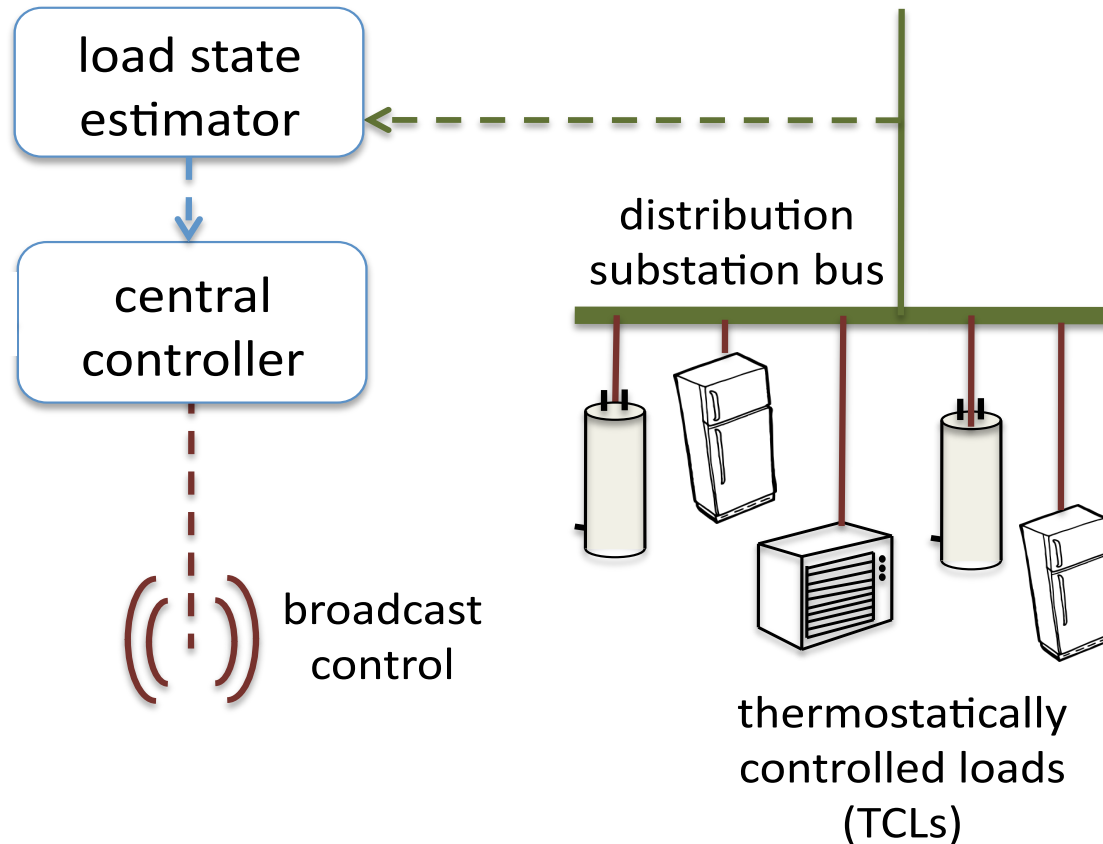 load state
estimator
central
controller
broadcast
control
distribution
substation bus
thermostatically
controlled loads
(TCLs)